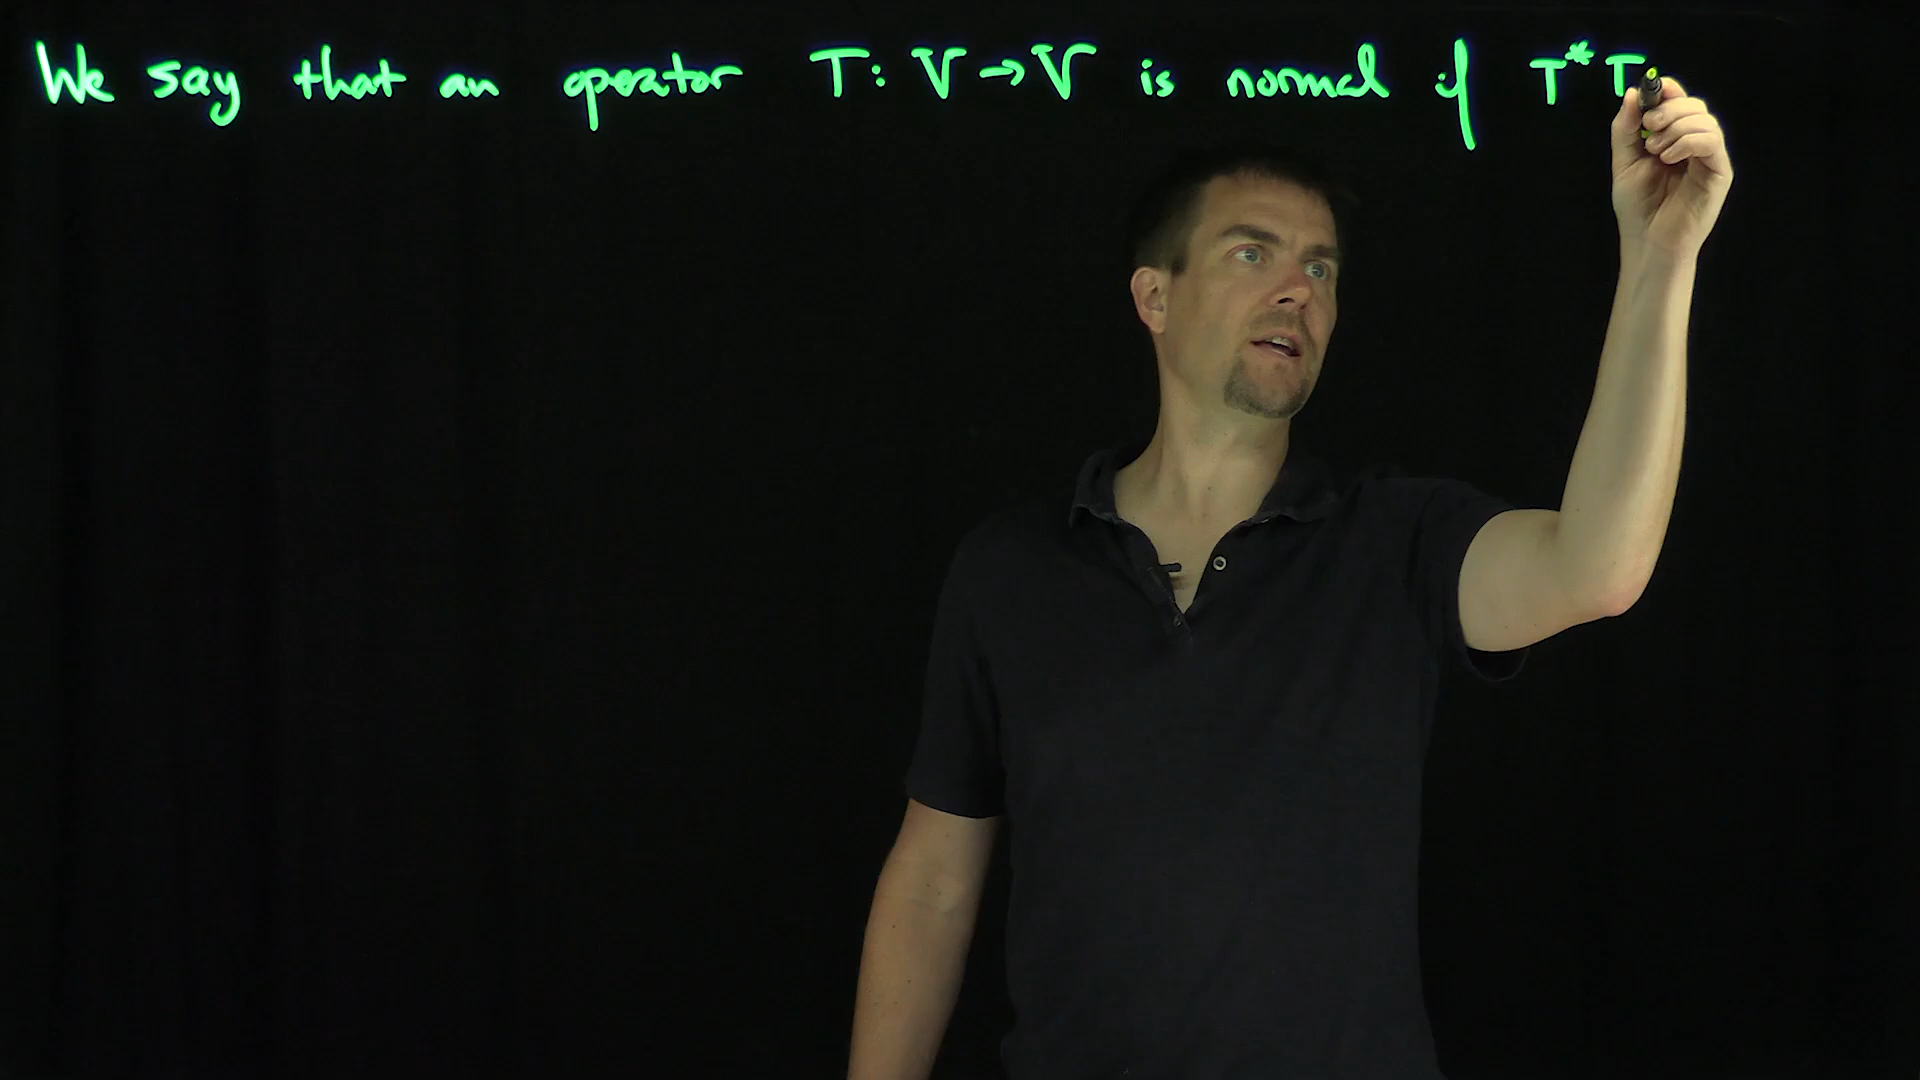 We say that an operator T: V → V is normal if T* T